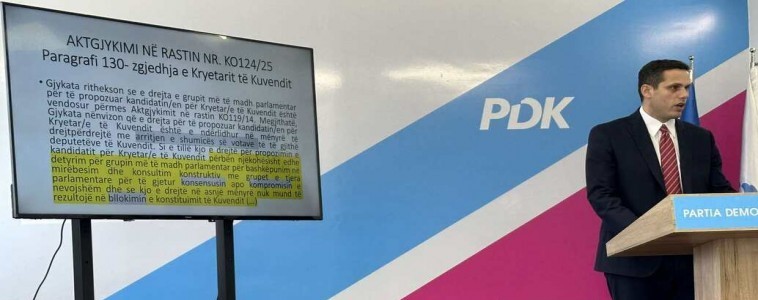 AKTGJYKIMI NË RASTIN NR. KO124/25
Paragrafi 130- zgjedhja e Kryetarit të Kuvendit
• Gjykata rithekson se e drejta e grupit më të madh parlamentar
për të propozuar kandidatin/en për Kryetar/e të Kuvendit është
vendosur përmes Aktgjykimit në rastin KO119/14. Megjithatë,
Gjykata nënvizon që e drejta për të propozuar kandidatin/en për
Kryetar/e të Kuvendit është e ndërlidhur në mënyrë të
drejtpërdrejtë me arritjen e shumicës së votave të të gjithë
deputetëve të Kuvendit. Si e tillë kjo e drejtë për propozimin e
kandidatit për Kryetar/e të Kuvendit përbën njëkohësisht edhe
detyrim për grupin më të madh parlamentar për bashkëpunim në
mirëbesim dhe konsultim konstruktiv me grupet e tjera
parlamentare për të gjetur konsensusin apo kompromisin e
nevojshëm dhe se kjo e drejtë në asnjë mënyrë nuk mund të
rezultojë në bllokimin e konstituimit të Kuvendit (...)
PDK
PARTIA DEMO